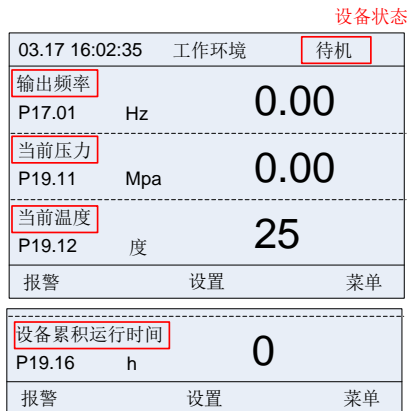 设备状态
03.17 16:02:35 工作环境 待机
输出频率
P17.01 Hz 0.00
当前压力
P19.11 Mpa 0.00
当前温度
P19.12 度 25
报警 设置 菜单
设备累积运行时间
P19.16 h 0
报警 设置 菜单